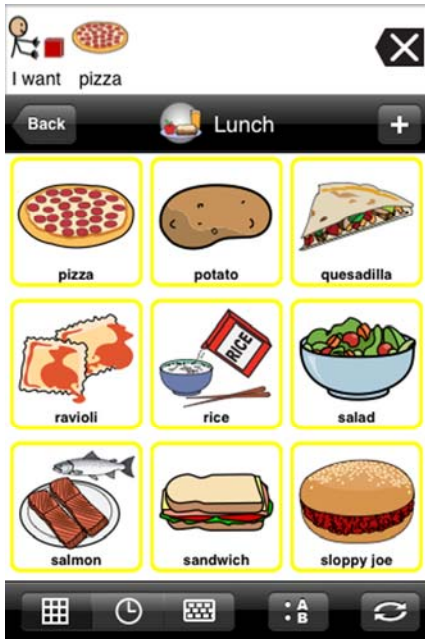 I want pizza
Back Lunch +
pizza potato quesadilla
ravioli
RICE
rice
salad
salmon sandwich sloppy joe
A
B